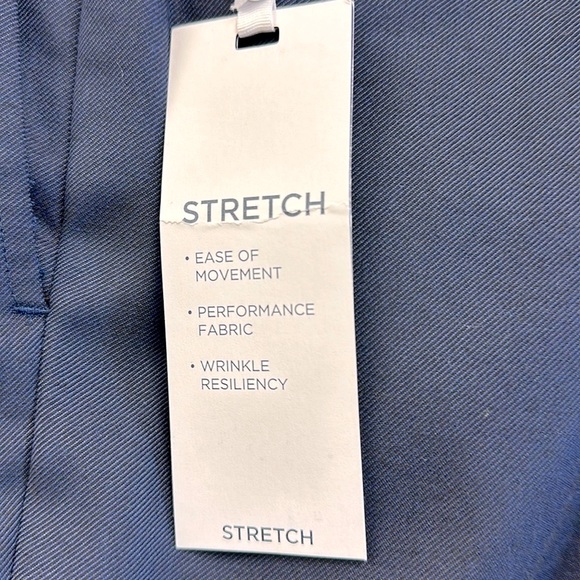 STRETCH
• EASE OF
MOVEMENT
• PERFORMANCE
FABRIC
• WRINKLE
RESILIENCY
STRETCH